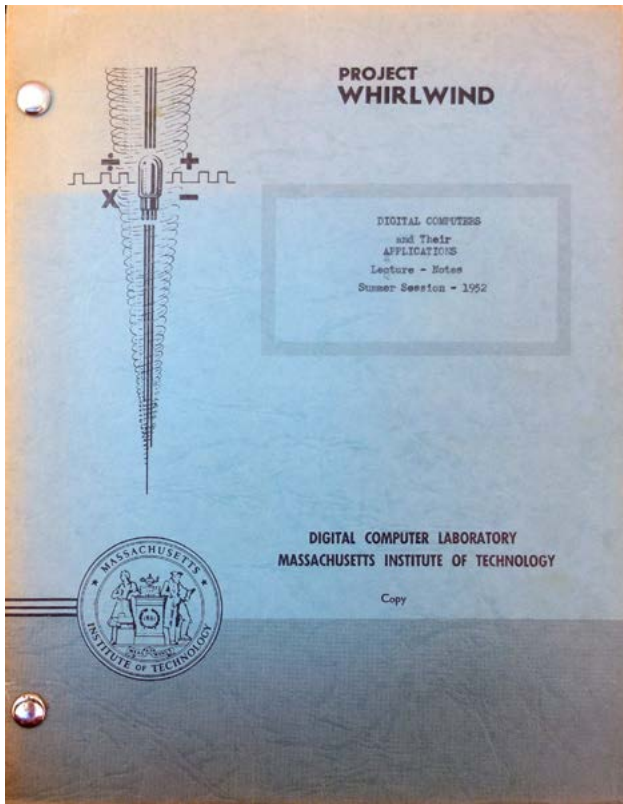 PROJECT
WHIRLWIND
÷ +
x −
DIGITAL COMPUTERS
and Their
APPLICATIONS
Lecture - Notes
Summer Session - 1952
DIGITAL COMPUTER LABORATORY
MASSACHUSETTS INSTITUTE OF TECHNOLOGY
Copy
MASSACHUSETTS
INSTITUTE OF TECHNOLOGY